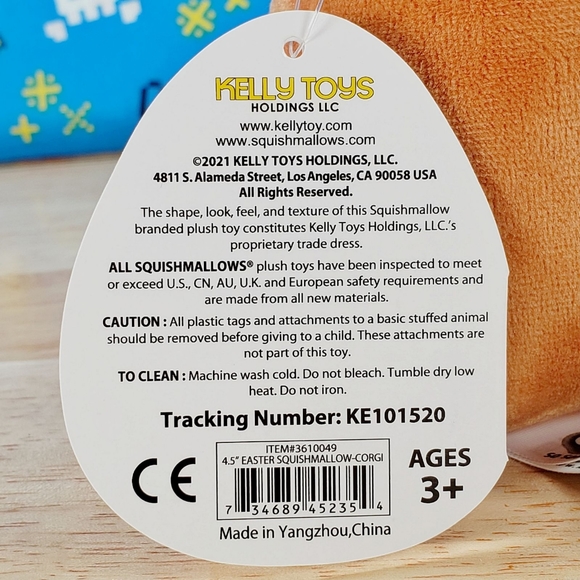 KELLY TOYS
HOLDINGS LLC
www.kellytoy.com
www.squishmallows.com
©2021 KELLY TOYS HOLDINGS, LLC.
4811 S. Alameda Street, Los Angeles, CA 90058 USA
All Rights Reserved.
The shape, look, feel, and texture of this Squishmallow
branded plush toy constitutes Kelly Toys Holdings, LLC.'s
proprietary trade dress.
ALL SQUISHMALLOWS® plush toys have been inspected to meet
or exceed U.S., CN, AU, U.K. and European safety requirements and
are made from all new materials.
CAUTION : All plastic tags and attachments to a basic stuffed animal
should be removed before giving to a child. These attachments are
not part of this toy.
TO CLEAN : Machine wash cold. Do not bleach. Tumble dry low
heat. Do not iron.
Tracking Number: KE101520
ITEM#3610049
4.5" EASTER SQUISHMALLOW-CORGI
7 34689 45235 4
CE
AGES
3+
Made in Yangzhou,China